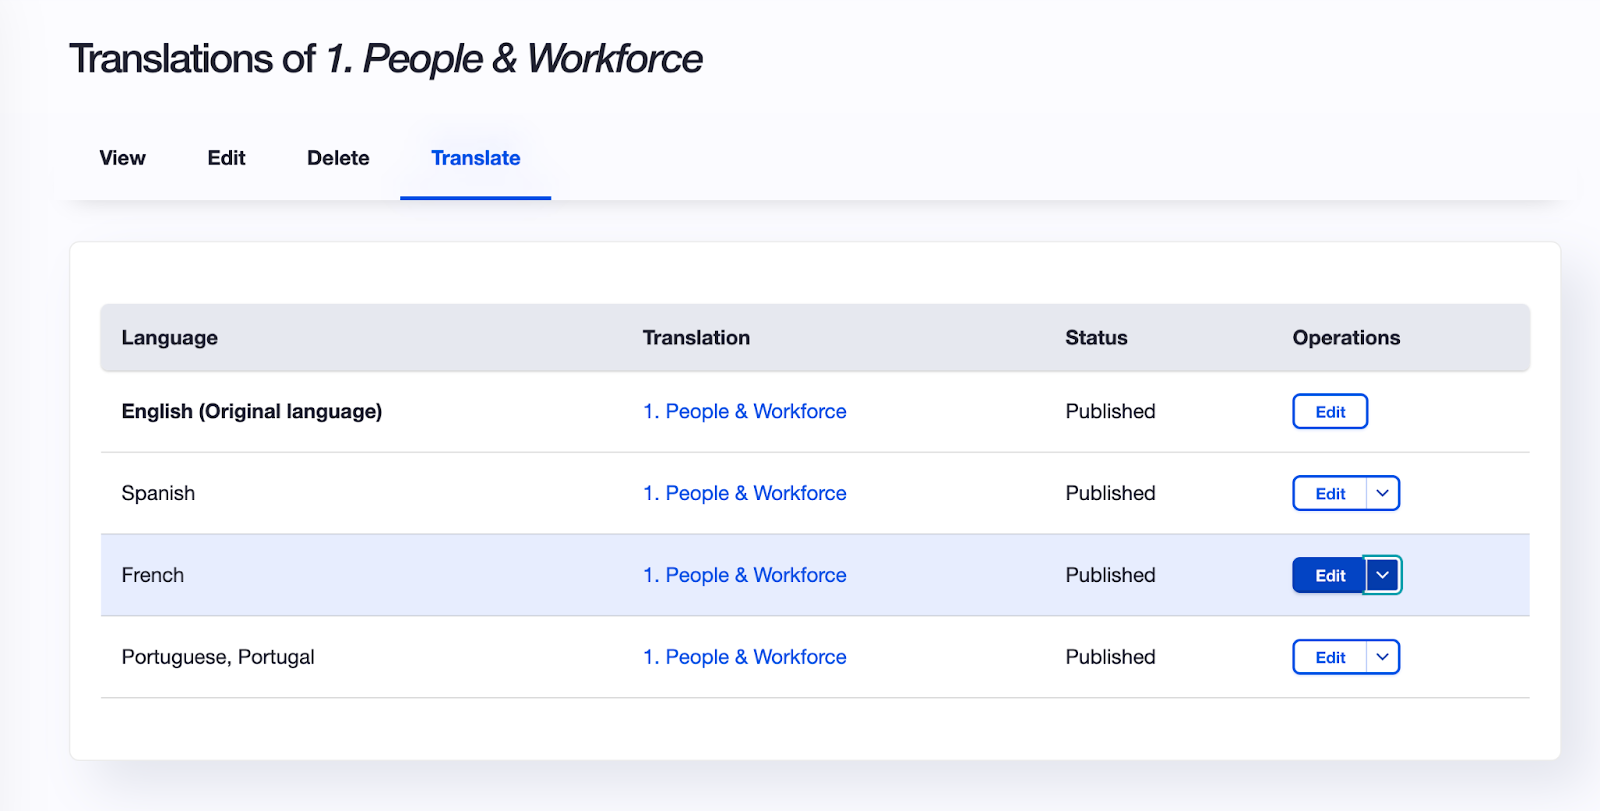 Translations of 1. People & Workforce
View Edit Delete Translate
Language Translation Status Operations
English (Original language) 1. People & Workforce Published Edit
Spanish 1. People & Workforce Published Edit
French 1. People & Workforce Published Edit
Portuguese, Portugal 1. People & Workforce Published Edit